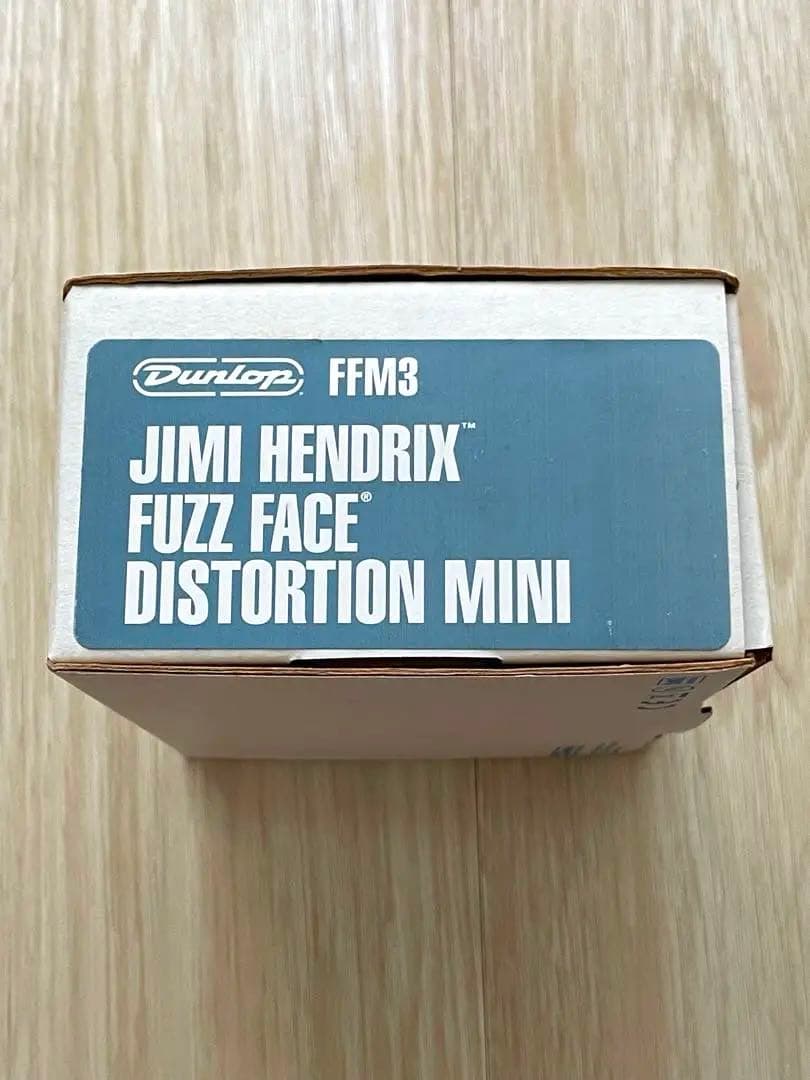 Dunlop FFM3
JIMI HENDRIX™
FUZZ FACE®
DISTORTION MINI